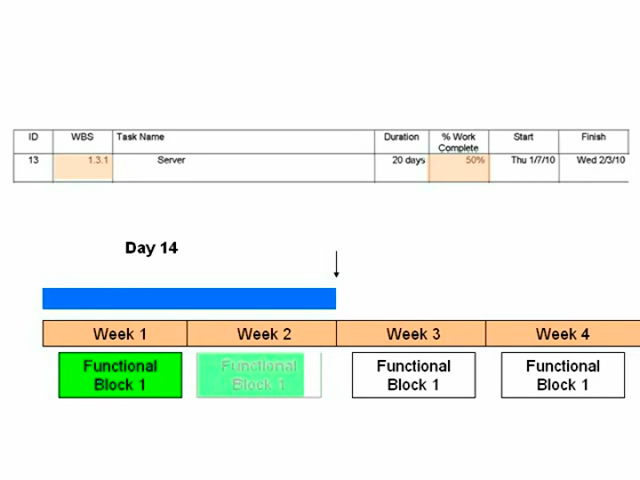 ID WBS Task Name Duration % Work Complete Start Finish
13 1.3.1 Server 20 days 50% Thu 1/7/10 Wed 2/3/10
Day 14
Week 1 Week 2 Week 3 Week 4
Functional Functional Functional Functional
Block 1 Block 1 Block 1 Block 1